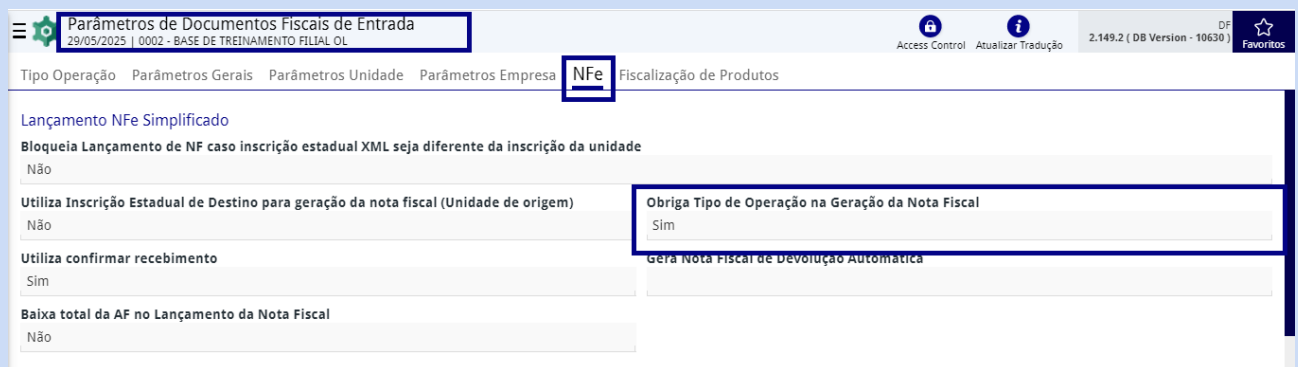 Parâmetros de Documentos Fiscais de Entrada
29/05/2025 | 0002 - BASE DE TREINAMENTO FILIAL OL
Access Control
Atualizar Tradução
DF
2.149.2 ( DB Version - 10630 )
Favoritos
Tipo Operação Parâmetros Gerais Parâmetros Unidade Parâmetros Empresa NFe Fiscalização de Produtos
Lançamento NFe Simplificado
Bloqueia Lançamento de NF caso inscrição estadual XML seja diferente da inscrição da unidade
Não
Utiliza Inscrição Estadual de Destino para geração da nota fiscal (Unidade de origem)
Não
Obriga Tipo de Operação na Geração da Nota Fiscal
Sim
Utiliza confirmar recebimento
Sim
Gera Nota Fiscal de Devolução Automática
Baixa total da AF no Lançamento da Nota Fiscal
Não